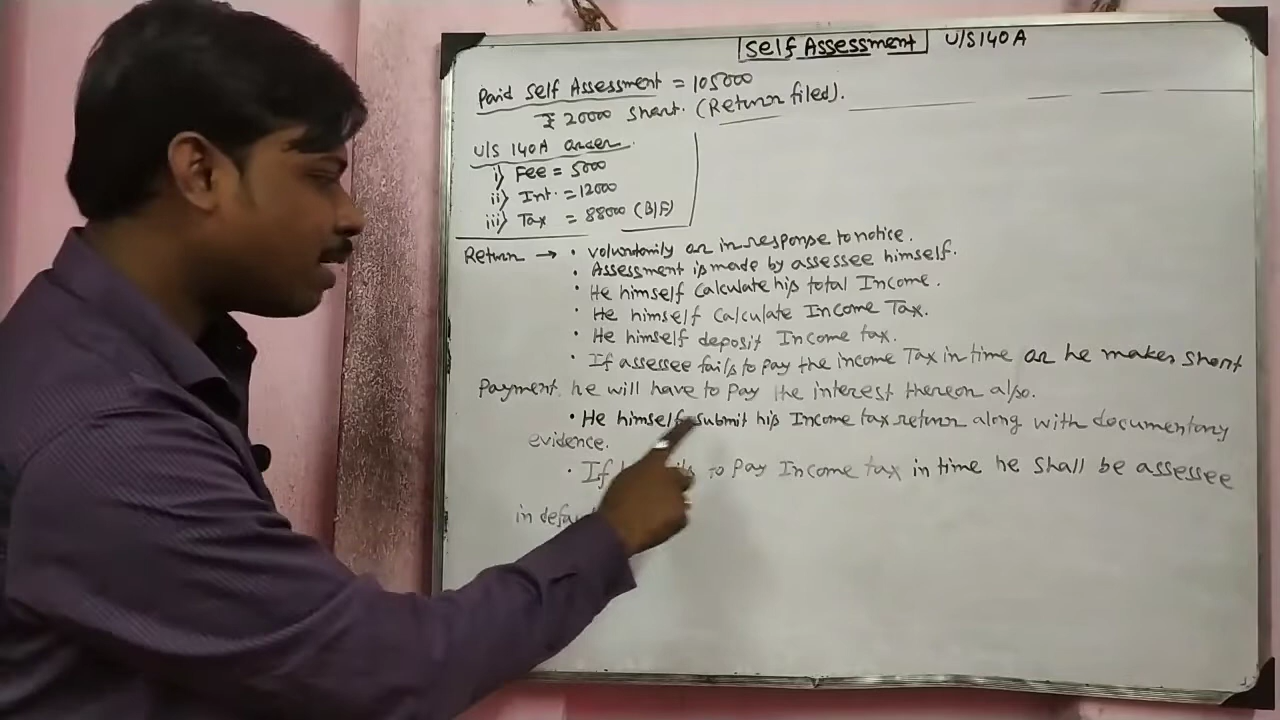 Self Assessment U/S 140A
Paid Self Assessment = 105000
₹ 20000 Short. (Return filed).
U/S 140A order
i) Fee = 5000
ii) Int. = 12000
iii) Tax = 88000 (B/F)
Return → • voluntarily or in response to notice.
• Assessment is made by assessee himself.
• He himself calculate his total Income.
• He himself calculate Income Tax.
• He himself deposit Income tax.
• If assessee fails to pay the income Tax in time or he makes short
Payment he will have to pay the interest thereon also.
• He himself submit his Income tax return along with documentary
evidence.
• If to pay Income tax in time he shall be assessee
in